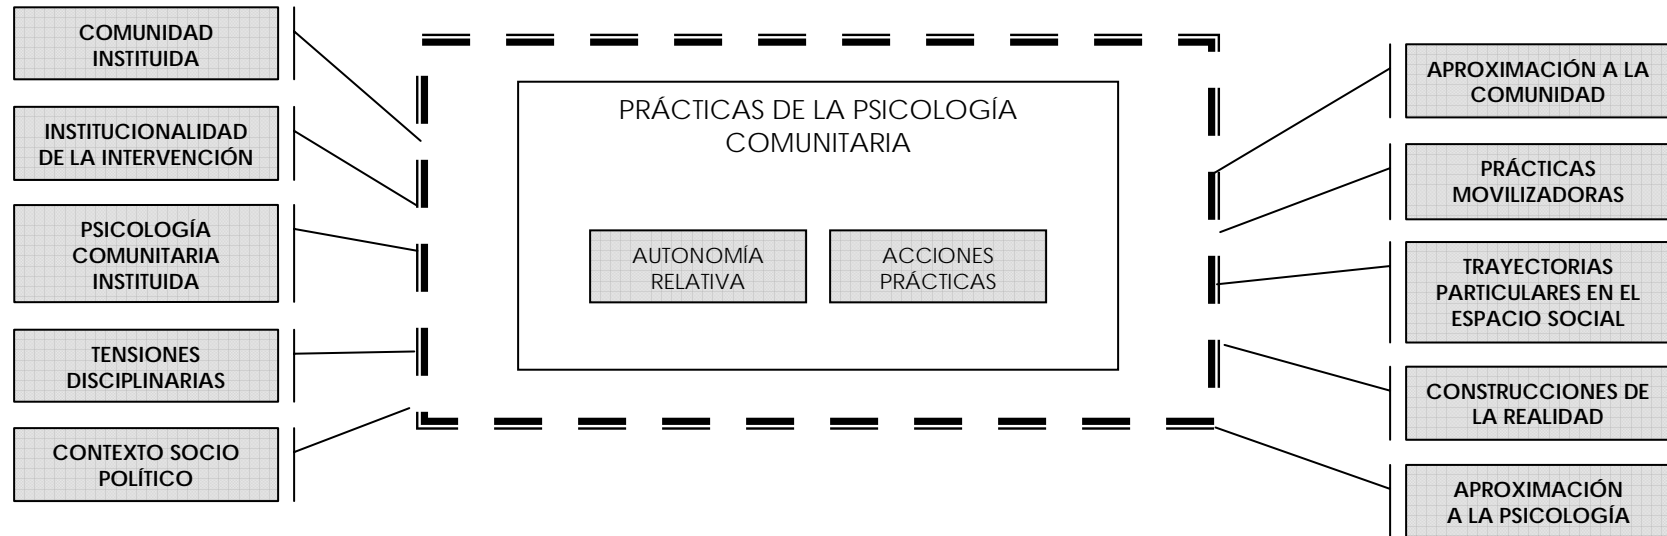 COMUNIDAD
INSTITUIDA
INSTITUCIONALIDAD
DE LA INTERVENCIÓN
PSICOLOGÍA
COMUNITARIA
INSTITUIDA
TENSIONES
DISCIPLINARIAS
CONTEXTO SOCIO
POLÍTICO
PRÁCTICAS DE LA PSICOLOGÍA
COMUNITARIA
AUTONOMÍA
RELATIVA
ACCIONES
PRÁCTICAS
APROXIMACIÓN A LA
COMUNIDAD
PRÁCTICAS
MOVILIZADORAS
TRAYECTORIAS
PARTICULARES EN EL
ESPACIO SOCIAL
CONSTRUCCIONES DE
LA REALIDAD
APROXIMACIÓN
A LA PSICOLOGÍA